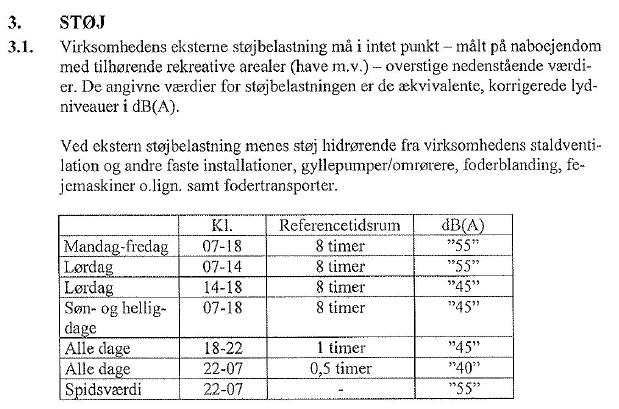 3. STØJ
3.1. Virksomhedens eksterne støjbelastning må i intet punkt – målt på naboejendom
med tilhørende rekreative arealer (have m.v.) – overstige nedenstående værdi-
er. De angivne værdier for støjbelastningen er de ækvivalente, korrigerede lyd-
niveauer i dB(A).
Ved ekstern støjbelastning menes støj hidrørende fra virksomhedens staldventi-
lation og andre faste installationer, gyllepumper/omrørere, foderblanding, fe-
jemaskiner o.lign. samt fodertransporter.
Kl. Referencetidsrum dB(A)
Mandag-fredag 07-18 8 timer ”55”
Lørdag 07-14 8 timer ”55”
Lørdag 14-18 8 timer ”45”
Søn- og hellig- 07-18 8 timer ”45”
dage
Alle dage 18-22 1 timer ”45”
Alle dage 22-07 0,5 timer ”40”
Spidsværdi 22-07 - ”55”